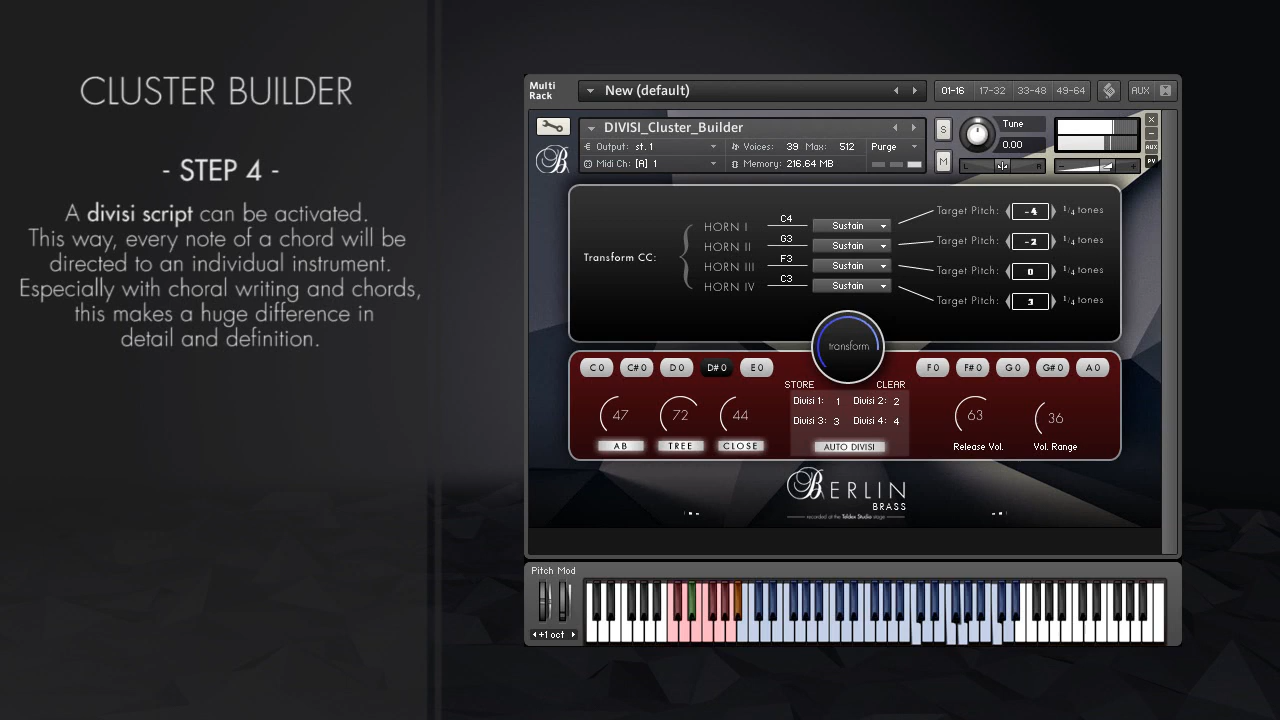 CLUSTER BUILDER
- STEP 4 -
A divisi script can be activated.
This way, every note of a chord will be
directed to an individual instrument.
Especially with choral writing and chords,
this makes a huge difference in
detail and definition.
Multi Rack
New (default)
01-16 17-32 33-48 49-64
AUX
DIVISI_Cluster_Builder
Output: st. 1
Voices: 39 Max: 512
Purge
Midi Ch: [A] 1
Memory: 216.64 MB
S
M
Tune
0.00
L R
AUX
PV
B
Transform CC:
HORN I C4 Sustain
HORN II G3 Sustain
HORN III F3 Sustain
HORN IV C3 Sustain
Target Pitch: -4 1/4 tones
Target Pitch: -2 1/4 tones
Target Pitch: 0 1/4 tones
Target Pitch: 3 1/4 tones
transform
C 0 C# 0 D 0 D# 0 E 0
F 0 F# 0 G 0 G# 0 A 0
STORE CLEAR
Divisi 1: 1 Divisi 2: 2
Divisi 3: 3 Divisi 4: 4
AUTO DIVISI
47 72 44
AB TREE CLOSE
63 36
Release Vol. Vol. Range
BERLIN
BRASS
recorded at the Teldex Studio stage
Pitch Mod
+1 oct